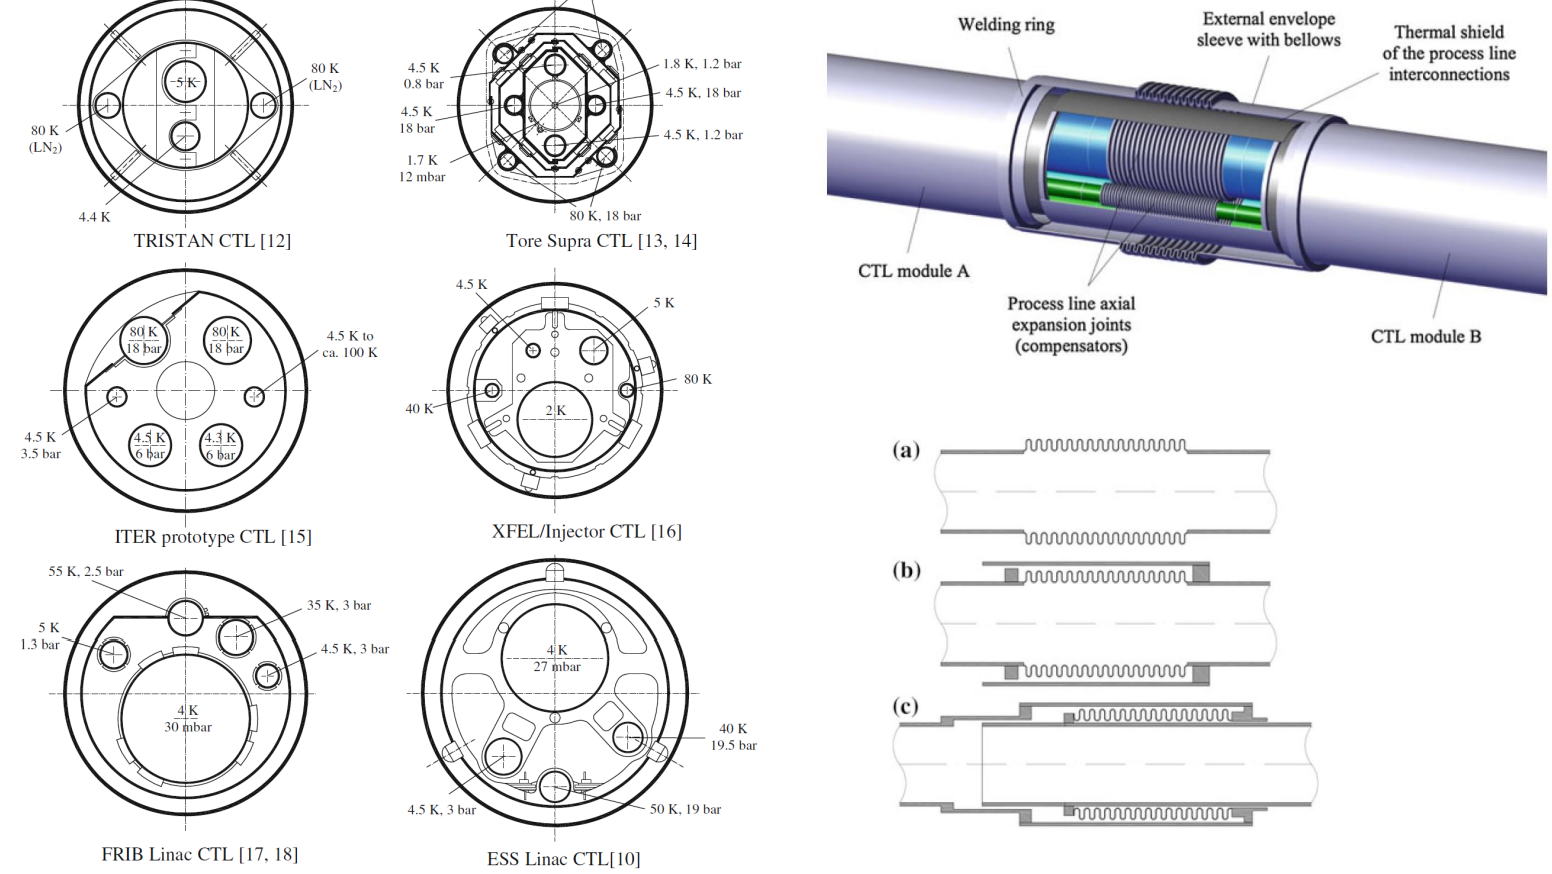 5 K
80 K
(LN2)
80 K
(LN2)
4.4 K
TRISTAN CTL [12]
4.5 K
0.8 bar
4.5 K
18 bar
1.7 K
12 mbar
1.8 K, 1.2 bar
4.5 K, 18 bar
4.5 K, 1.2 bar
80 K, 18 bar
Tore Supra CTL [13, 14]
80 K
18 bar
80 K
18 bar
4.5 K to
ca. 100 K
4.5 K
3.5 bar
4.5 K
6 bar
4.3 K
6 bar
ITER prototype CTL [15]
4.5 K
5 K
80 K
40 K
2 K
XFEL/Injector CTL [16]
55 K, 2.5 bar
35 K, 3 bar
5 K
1.3 bar
4.5 K, 3 bar
4 K
30 mbar
FRIB Linac CTL [17, 18]
4 K
27 mbar
40 K
19.5 bar
4.5 K, 3 bar
50 K, 19 bar
ESS Linac CTL[10]
Welding ring
External envelope
sleeve with bellows
Thermal shield
of the process line
interconnections
CTL module A
Process line axial
expansion joints
(compensators)
CTL module B
(a)
(b)
(c)